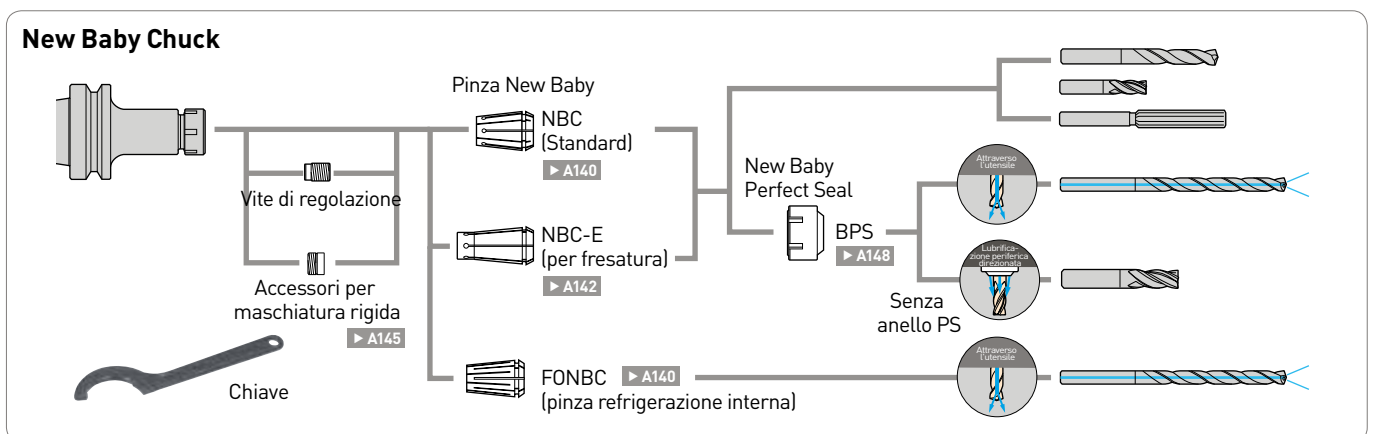 New Baby Chuck
Pinza New Baby
NBC
(Standard)
▶ A140
Vite di regolazione
NBC-E
(per fresatura)
▶ A142
Accessori per
maschiatura rigida
▶ A145
Chiave
FONBC ▶ A140
(pinza refrigerazione interna)
New Baby
Perfect Seal
BPS
▶ A148
Senza
anello PS
Attraverso
l'utensile
Lubrifica-
zione periferica
direzionata
Attraverso
l'utensile